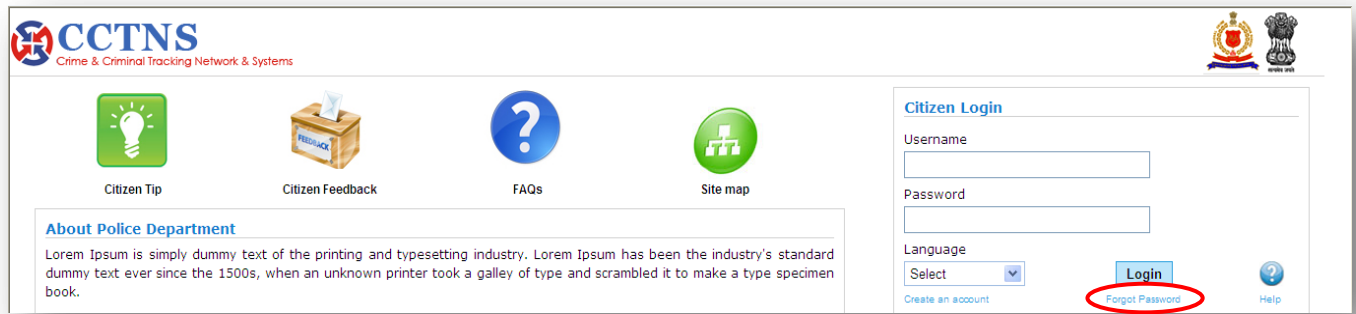 CCTNS
Crime & Criminal Tracking Network & Systems
FEEDBACK
Citizen Tip
Citizen Feedback
FAQs
Site map
About Police Department
Lorem Ipsum is simply dummy text of the printing and typesetting industry. Lorem Ipsum has been the industry's standard
dummy text ever since the 1500s, when an unknown printer took a galley of type and scrambled it to make a type specimen
book.
Citizen Login
Username
Password
Language
Select
Login
?
Create an account
Forgot Password
Help